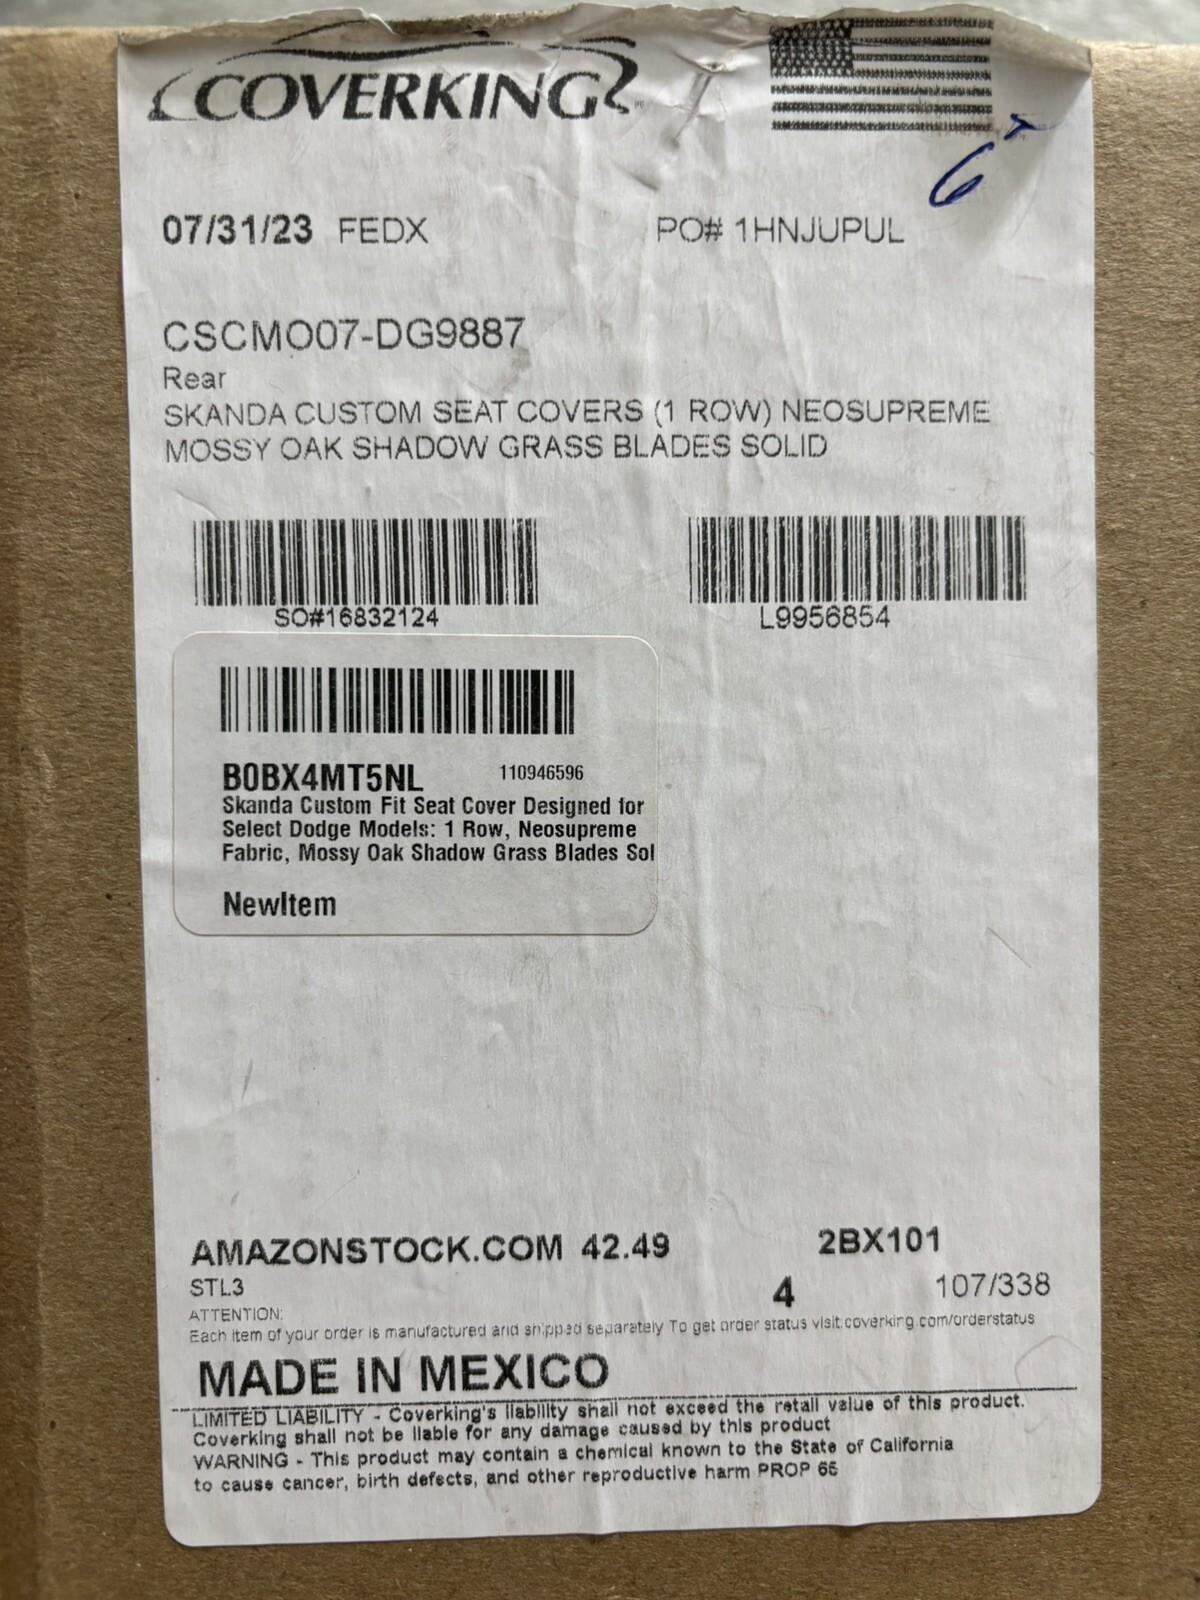 COVERKING
6
07/31/23 FEDX PO# 1HNJUPUL
CSCMO07-DG9887
Rear
SKANDA CUSTOM SEAT COVERS (1 ROW) NEOSUPREME
MOSSY OAK SHADOW GRASS BLADES SOLID
SO#16832124 L9956854
B0BX4MT5NL 110946596
Skanda Custom Fit Seat Cover Designed for
Select Dodge Models: 1 Row, Neosupreme
Fabric, Mossy Oak Shadow Grass Blades Sol
NewItem
AMAZONSTOCK.COM 42.49 2BX101
STL3 4 107/338
ATTENTION:
Each item of your order is manufactured and shipped separately To get order status visit:coverking.com/orderstatus
MADE IN MEXICO
LIMITED LIABILITY - Coverking's liability shall not exceed the retail value of this product.
Coverking shall not be liable for any damage caused by this product
WARNING - This product may contain a chemical known to the State of California
to cause cancer, birth defects, and other reproductive harm PROP 65